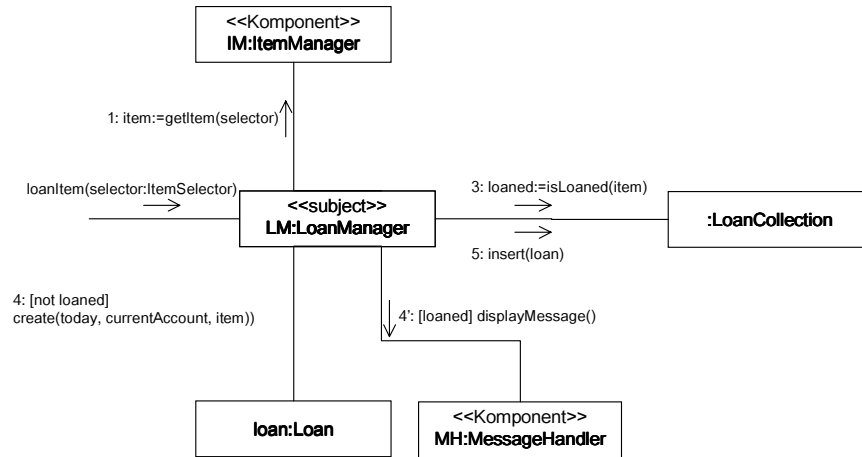 <<Komponent>>
IM:ItemManager
1: item:=getItem(selector)
loanItem(selector:ItemSelector)
<<subject>>
LM:LoanManager
3: loaned:=isLoaned(item)
:LoanCollection
5: insert(loan)
4: [not loaned]
create(today, currentAccount, item))
4': [loaned] displayMessage()
loan:Loan
<<Komponent>>
MH:MessageHandler